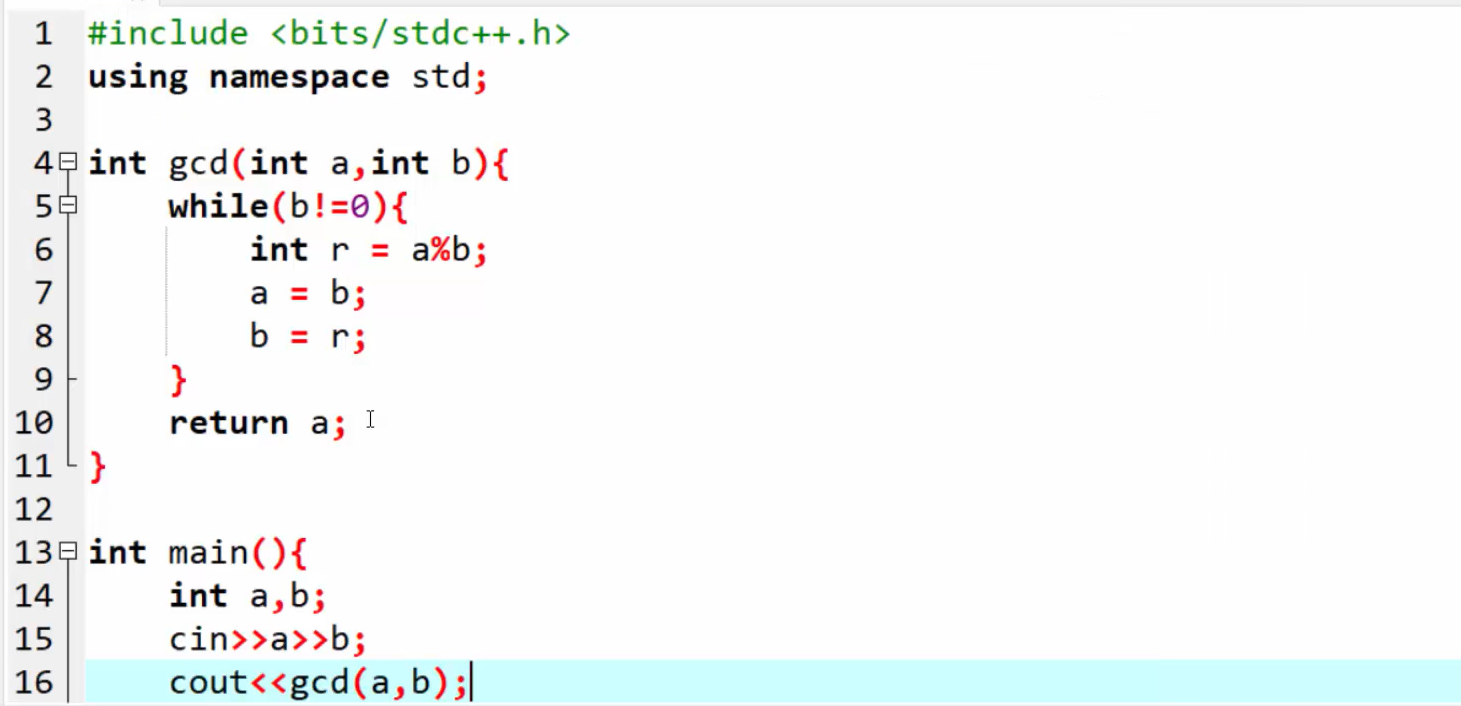 1 #include <bits/stdc++.h>
2 using namespace std;
3
4 int gcd(int a,int b){
5     while(b!=0){
6         int r = a%b;
7         a = b;
8         b = r;
9     }
10     return a;
11 }
12
13 int main(){
14     int a,b;
15     cin>>a>>b;
16     cout<<gcd(a,b);